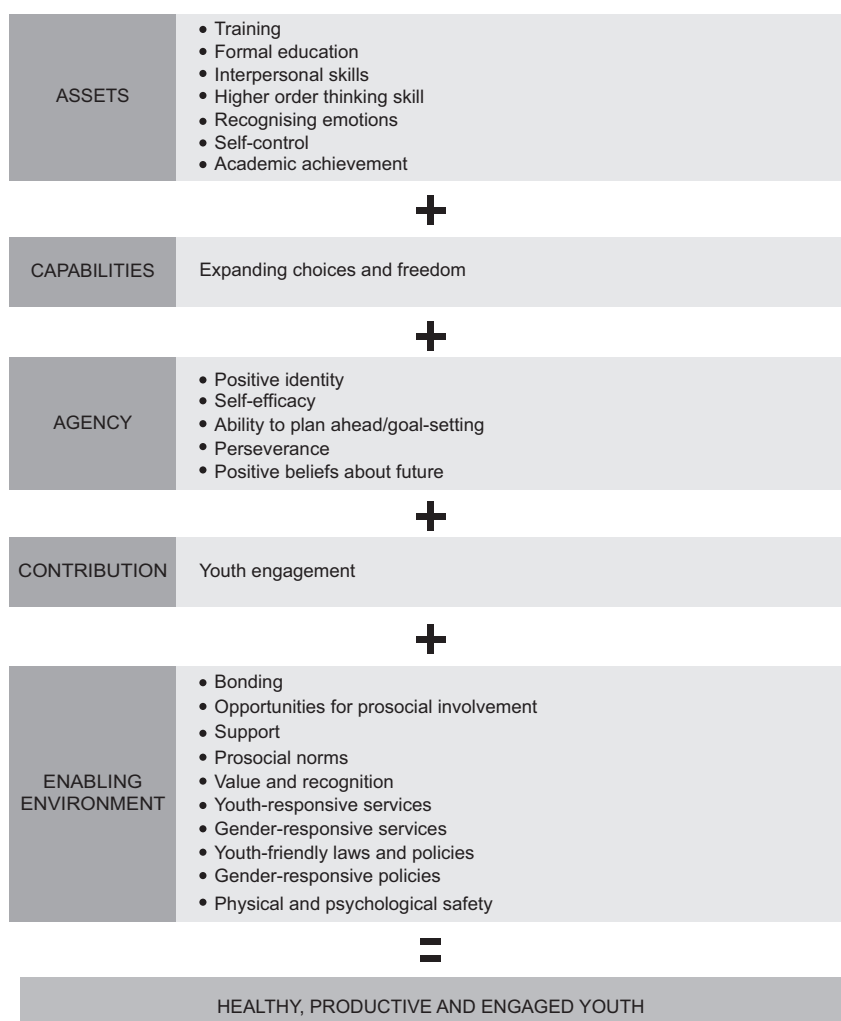 ASSETS
• Training
• Formal education
• Interpersonal skills
• Higher order thinking skill
• Recognising emotions
• Self-control
• Academic achievement
+
CAPABILITIES
Expanding choices and freedom
+
AGENCY
• Positive identity
• Self-efficacy
• Ability to plan ahead/goal-setting
• Perseverance
• Positive beliefs about future
+
CONTRIBUTION
Youth engagement
+
ENABLING
ENVIRONMENT
• Bonding
• Opportunities for prosocial involvement
• Support
• Prosocial norms
• Value and recognition
• Youth-responsive services
• Gender-responsive services
• Youth-friendly laws and policies
• Gender-responsive policies
• Physical and psychological safety
=
HEALTHY, PRODUCTIVE AND ENGAGED YOUTH